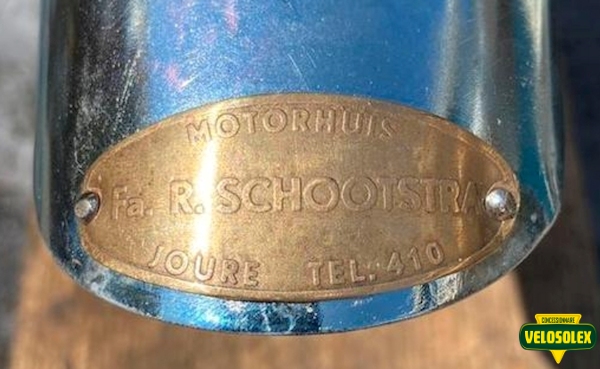 MOTORHUIS
Fa. R. SCHOOTSTRA
JOURE TEL. 410
CONCESSIONNAIRE
VELOSOLEX